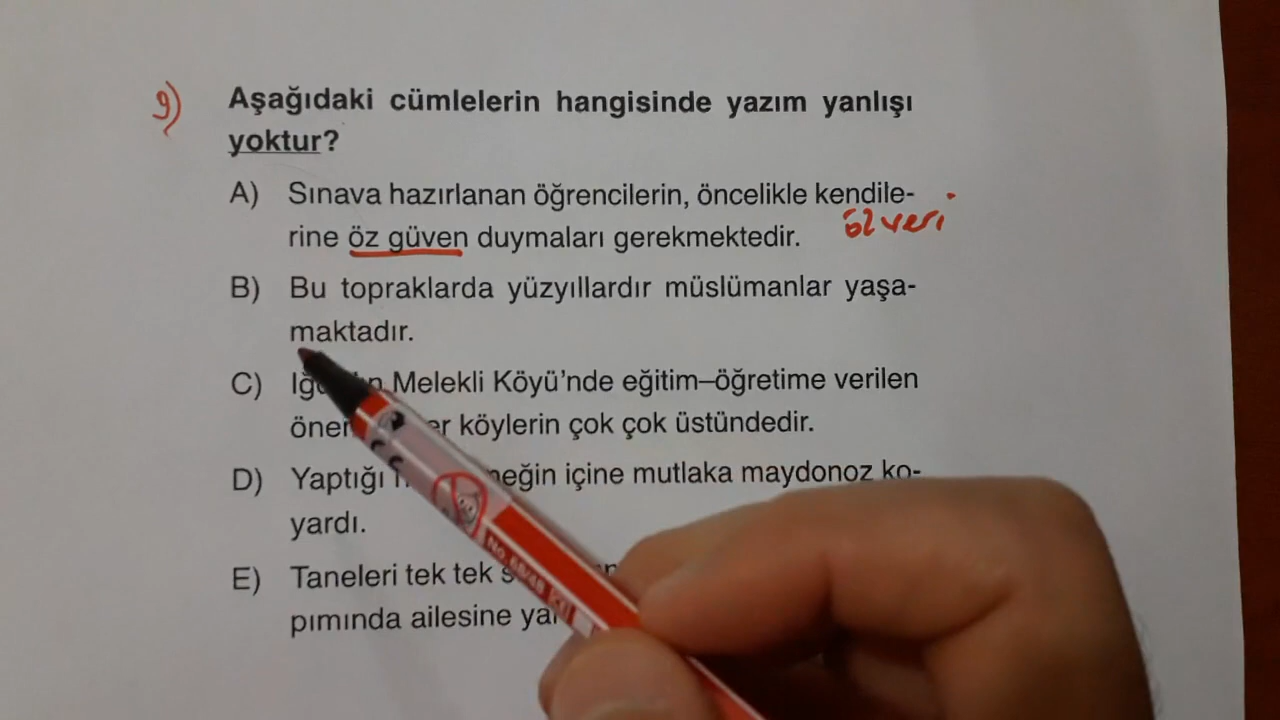 9) Aşağıdaki cümlelerin hangisinde yazım yanlışı
yoktur?
A) Sınava hazırlanan öğrencilerin, öncelikle kendile-
rine öz güven duymaları gerekmektedir. özveri
B) Bu topraklarda yüzyıllardır müslümanlar yaşa-
maktadır.
C) Melekli Köyü’nde eğitim–öğretime verilen
köylerin çok çok üstündedir.
D) Yaptığı içine mutlaka maydonoz ko-
yardı.
E) Taneleri tek tek
pımında ailesine